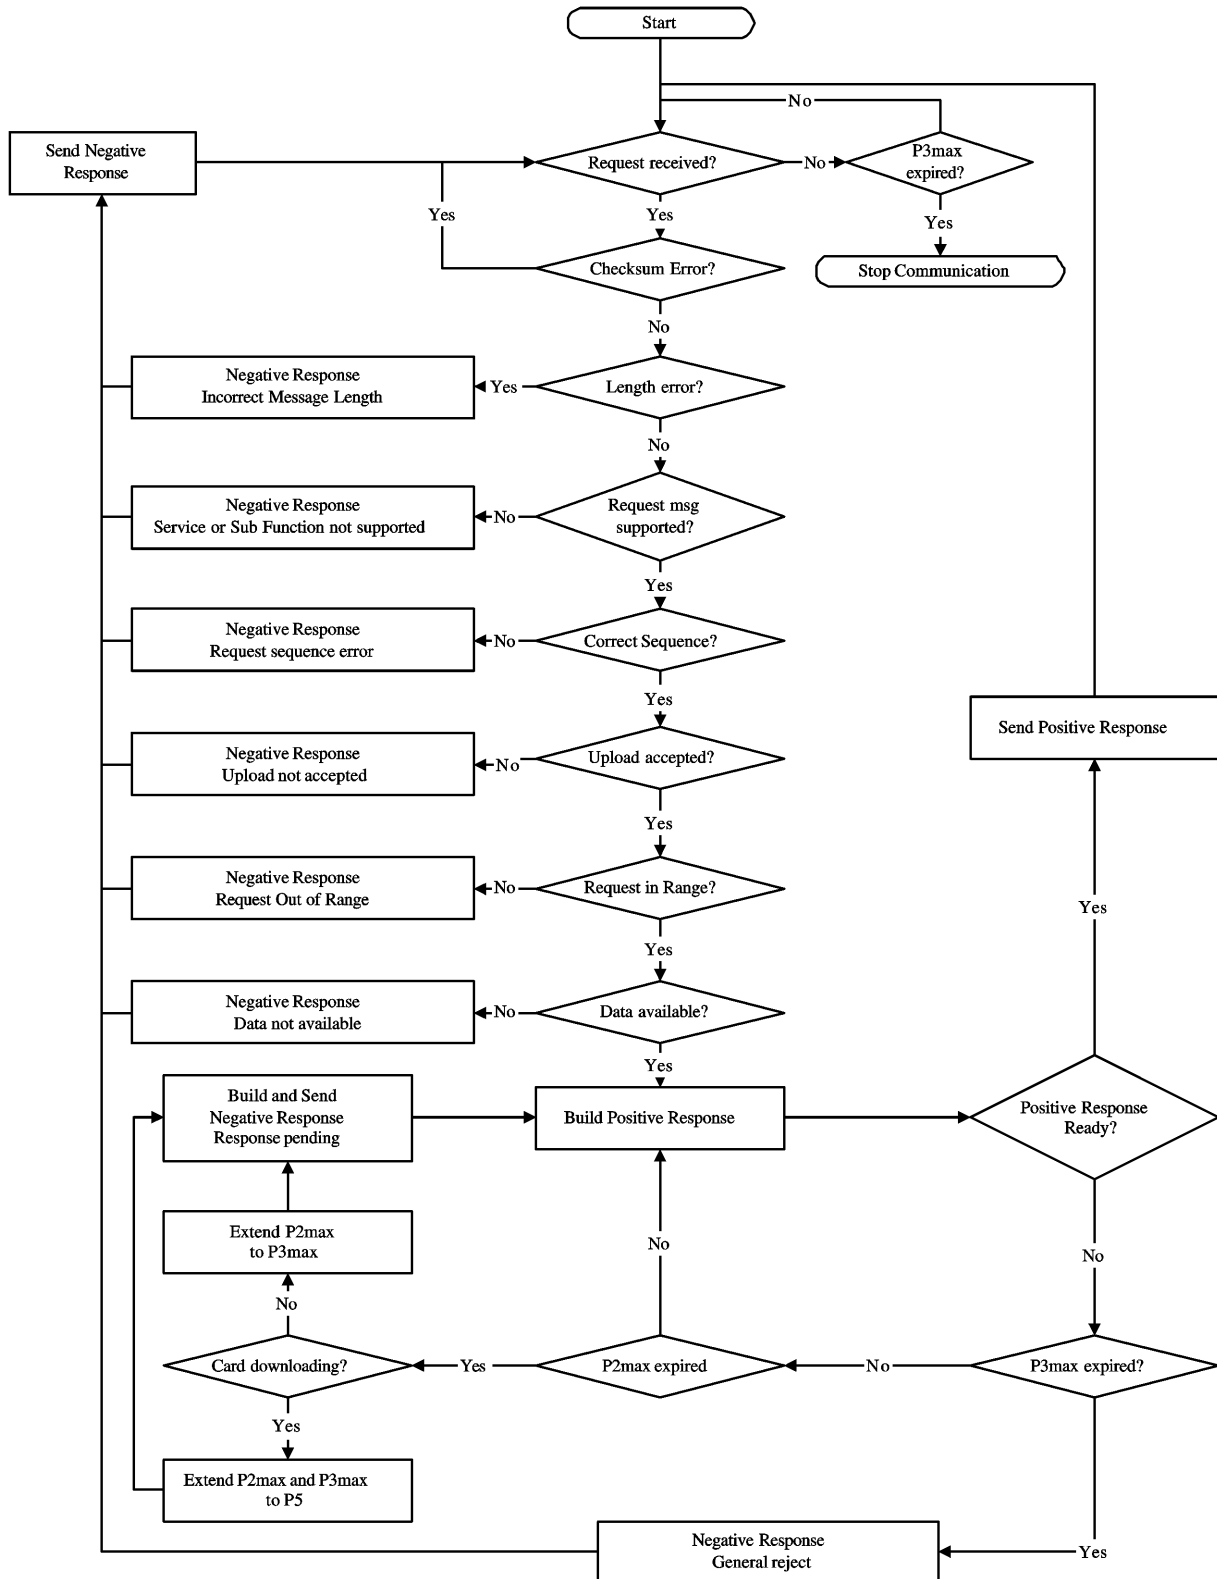 Start
No
Send Negative
Response
Request received?
No
P3max
expired?
Yes
Yes
Yes
Checksum Error?
Stop Communication
No
Negative Response
Incorrect Message Length
Yes
Length error?
No
Negative Response
Service or Sub Function not supported
No
Request msg
supported?
Yes
Negative Response
Request sequence error
No
Correct Sequence?
Yes
Send Positive Response
Negative Response
Upload not accepted
No
Upload accepted?
Yes
Negative Response
Request Out of Range
No
Request in Range?
Yes
Yes
Negative Response
Data not available
No
Data available?
Yes
Build and Send
Negative Response
Response pending
Build Positive Response
Positive Response
Ready?
Extend P2max
to P3max
No
No
No
Card downloading?
Yes
P2max expired
No
P3max expired?
Yes
Extend P2max and P3max
to P5
Negative Response
General reject
Yes